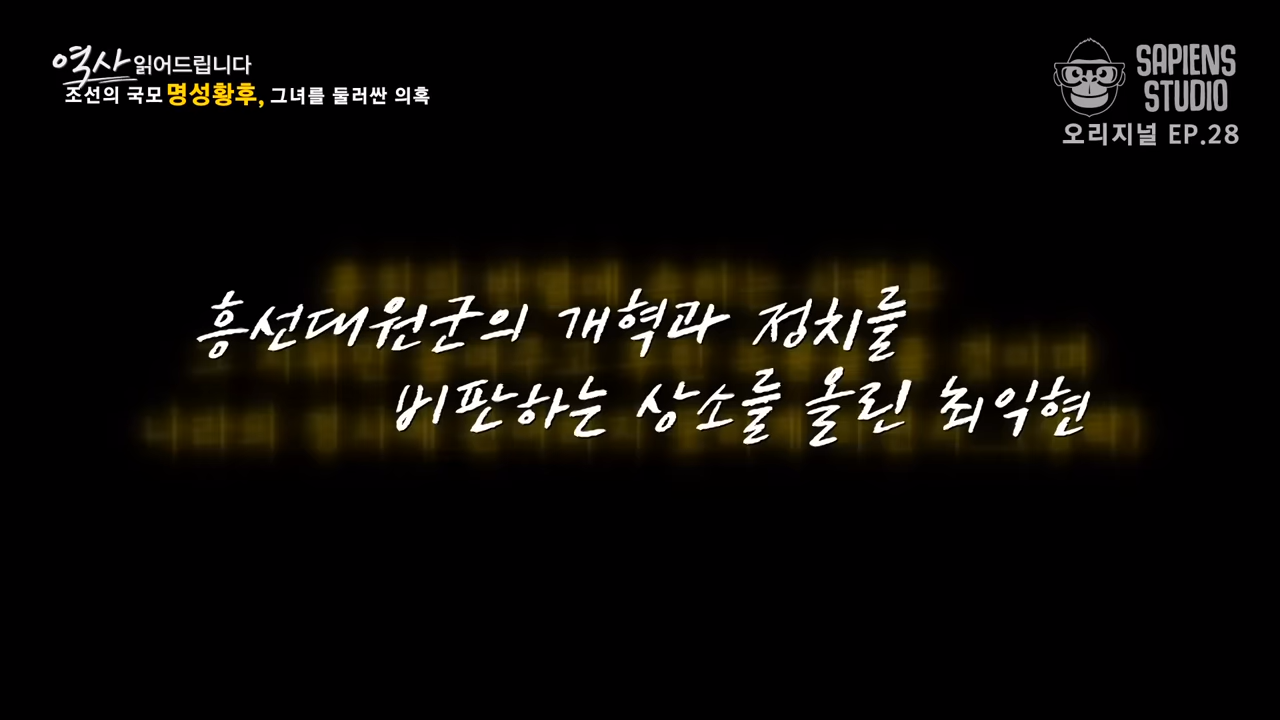 역사 읽어드립니다
조선의 국모 명성황후, 그녀를 둘러싼 의혹
SAPIENS
STUDIO
오리지널 EP.28
흥선대원군의 개혁과 정치를
비판하는 상소를 올린 최익현